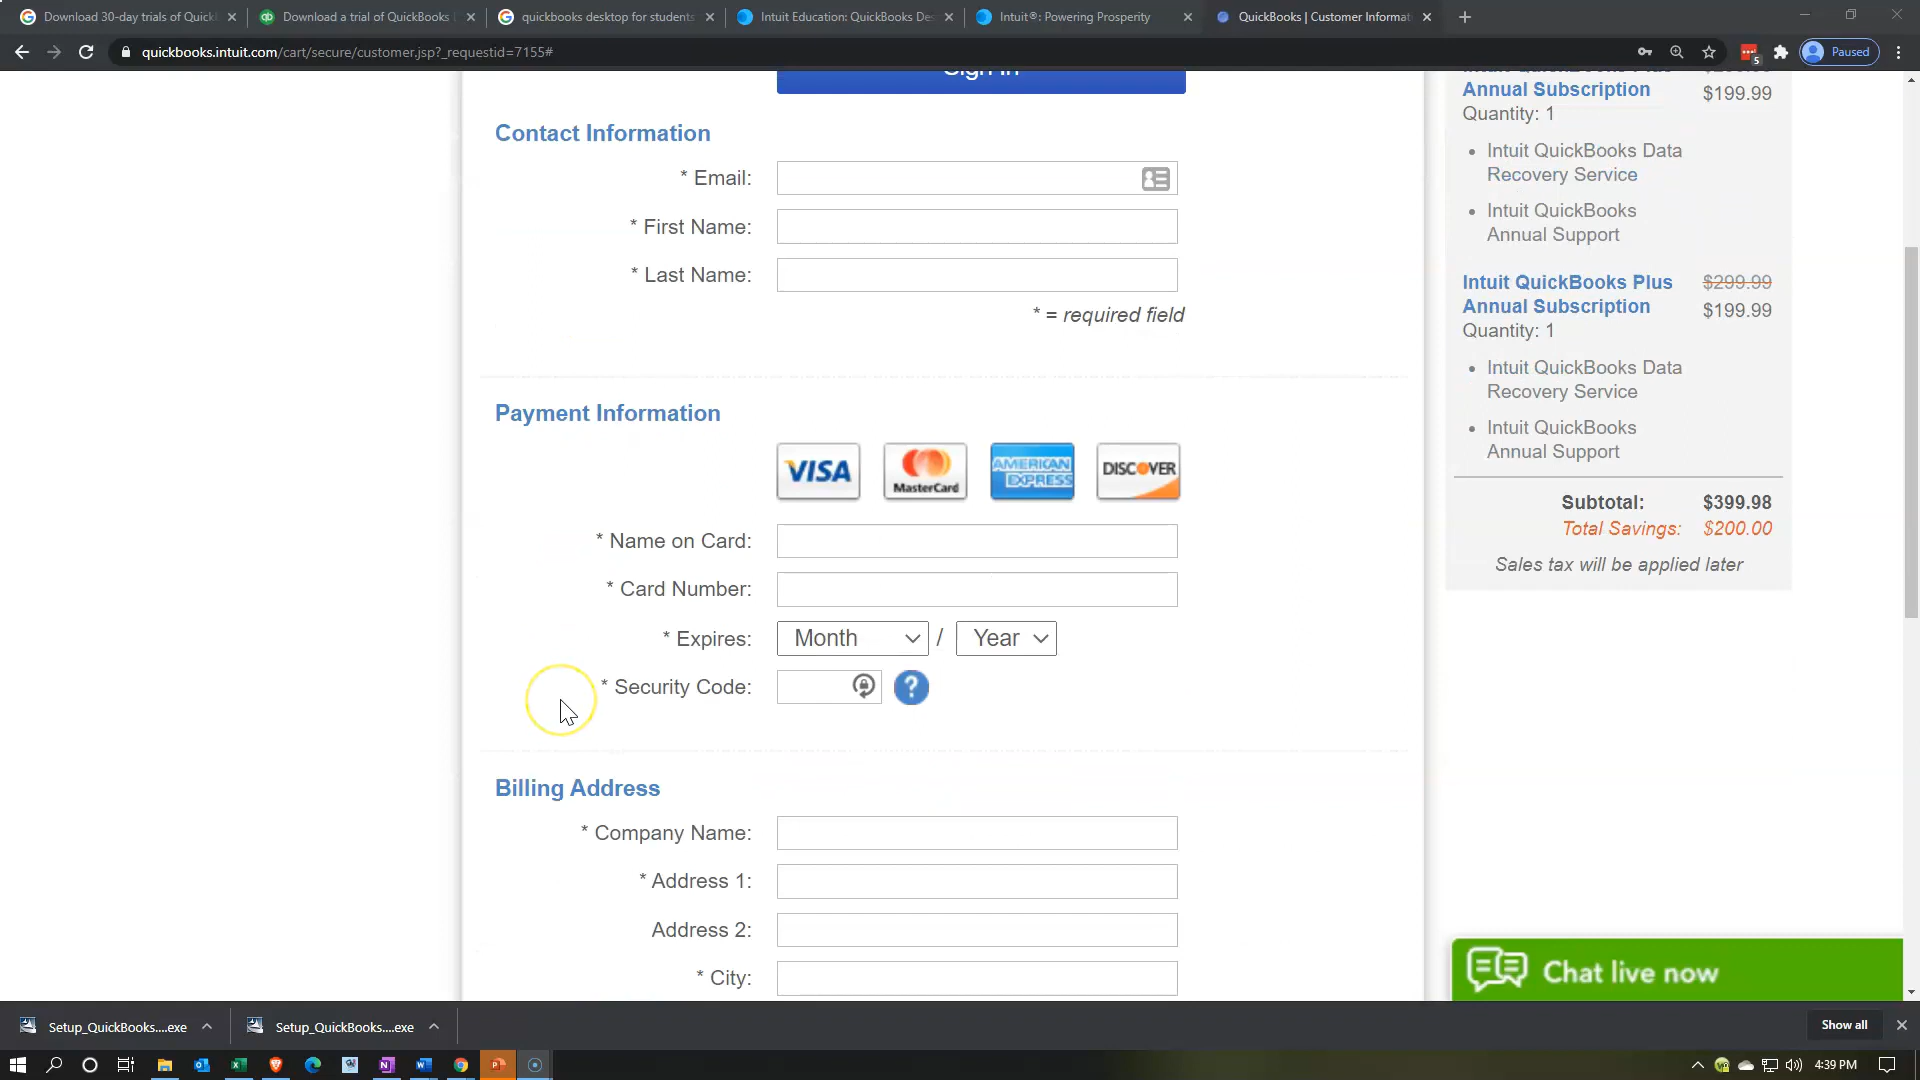 Download 30-day trials of Quick
Download a trial of QuickBooks
quickbooks desktop for students
Intuit Education: QuickBooks De
Intuit®: Powering Prosperity
QuickBooks | Customer Informat
quickbooks.intuit.com/cart/secure/customer.jsp?_requestid=7155#
5
Paused
Sign In
Contact Information
* Email:
* First Name:
* Last Name:
* = required field
Payment Information
VISA
MasterCard
AMERICAN EXPRESS
DISCOVER
* Name on Card:
* Card Number:
* Expires:
Month
/
Year
* Security Code:
?
Billing Address
* Company Name:
* Address 1:
Address 2:
* City:
Intuit QuickBooks Plus
Annual Subscription
$199.99
Quantity: 1
• Intuit QuickBooks Data
Recovery Service
• Intuit QuickBooks
Annual Support
Intuit QuickBooks Plus
$299.99
Annual Subscription
$199.99
Quantity: 1
• Intuit QuickBooks Data
Recovery Service
• Intuit QuickBooks
Annual Support
Subtotal: $399.98
Total Savings: $200.00
Sales tax will be applied later
Chat live now
Setup_QuickBooks....exe
Setup_QuickBooks....exe
Show all
4:39 PM